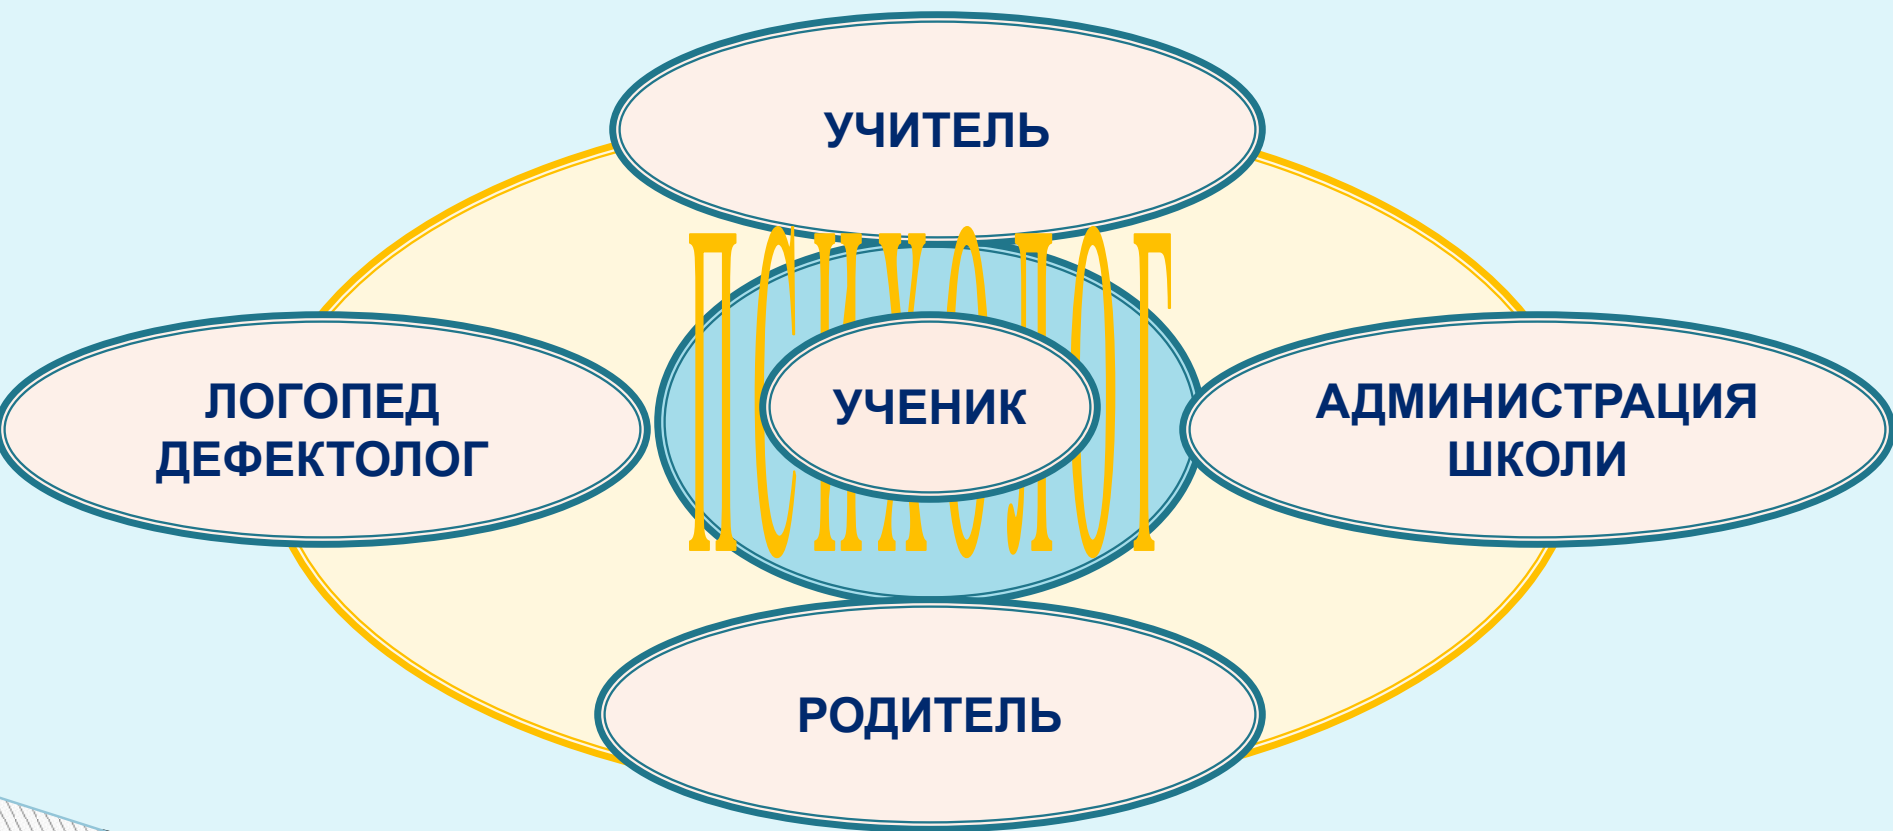 УЧИТЕЛЬ
ПСИХОЛОГ
ЛОГОПЕД
ДЕФЕКТОЛОГ
УЧЕНИК
АДМИНИСТРАЦИЯ
ШКОЛИ
РОДИТЕЛЬ